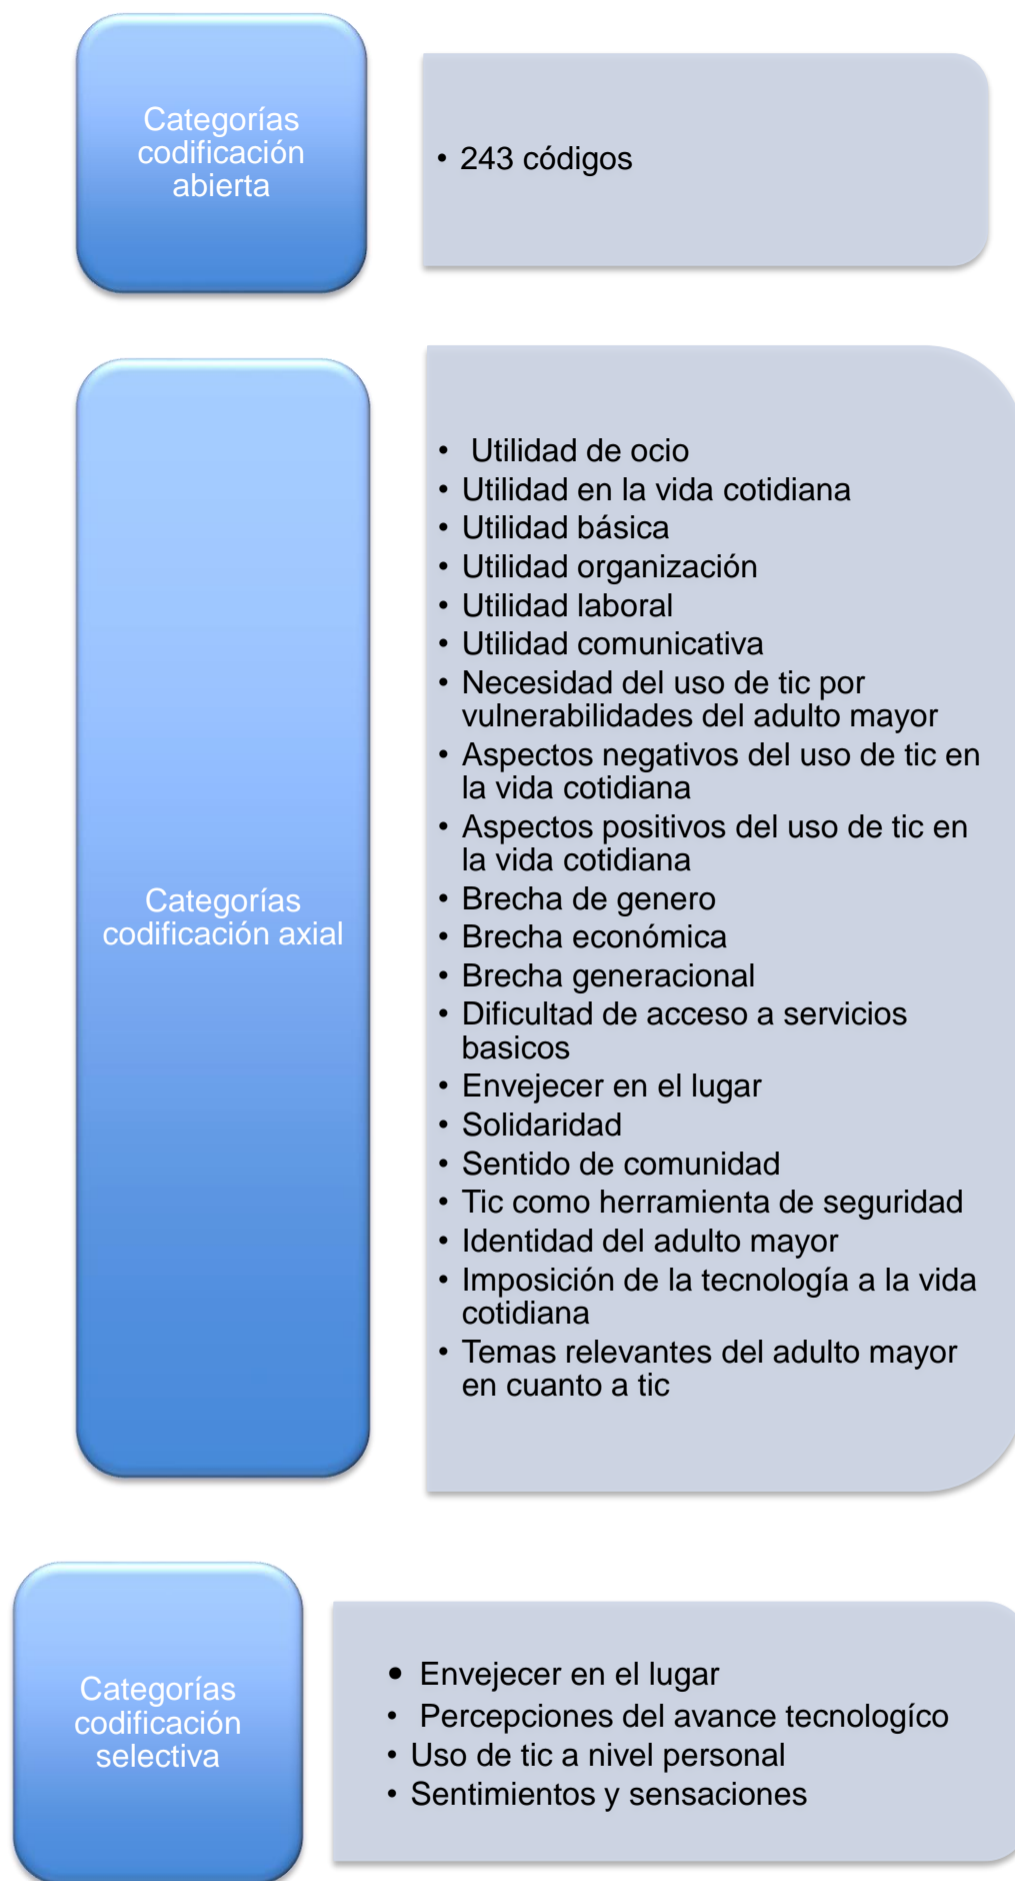 Categorías
codificación
abierta
• 243 códigos
Categorías
codificación axial
• Utilidad de ocio
• Utilidad en la vida cotidiana
• Utilidad básica
• Utilidad organización
• Utilidad laboral
• Utilidad comunicativa
• Necesidad del uso de tic por
vulnerabilidades del adulto mayor
• Aspectos negativos del uso de tic en
la vida cotidiana
• Aspectos positivos del uso de tic en
la vida cotidiana
• Brecha de genero
• Brecha económica
• Brecha generacional
• Dificultad de acceso a servicios
basicos
• Envejecer en el lugar
• Solidaridad
• Sentido de comunidad
• Tic como herramienta de seguridad
• Identidad del adulto mayor
• Imposición de la tecnología a la vida
cotidiana
• Temas relevantes del adulto mayor
en cuanto a tic
Categorías
codificación
selectiva
• Envejecer en el lugar
• Percepciones del avance tecnologíco
• Uso de tic a nivel personal
• Sentimientos y sensaciones